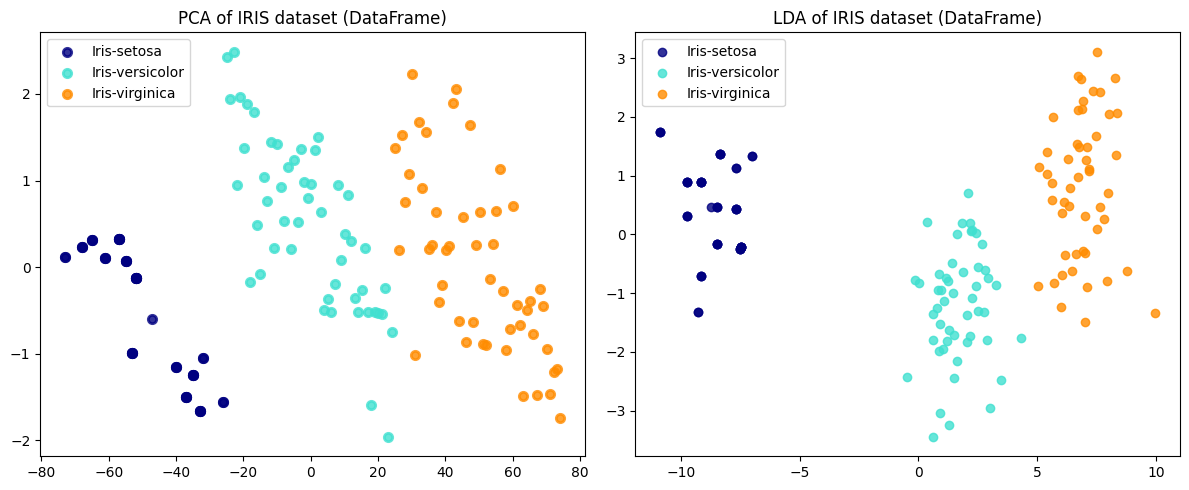 PCA of IRIS dataset (DataFrame)
Iris-setosa
Iris-versicolor
Iris-virginica
2
1
0
−1
−2
−80 −60 −40 −20 0 20 40 60 80
LDA of IRIS dataset (DataFrame)
Iris-setosa
Iris-versicolor
Iris-virginica
3
2
1
0
−1
−2
−3
−10 −5 0 5 10